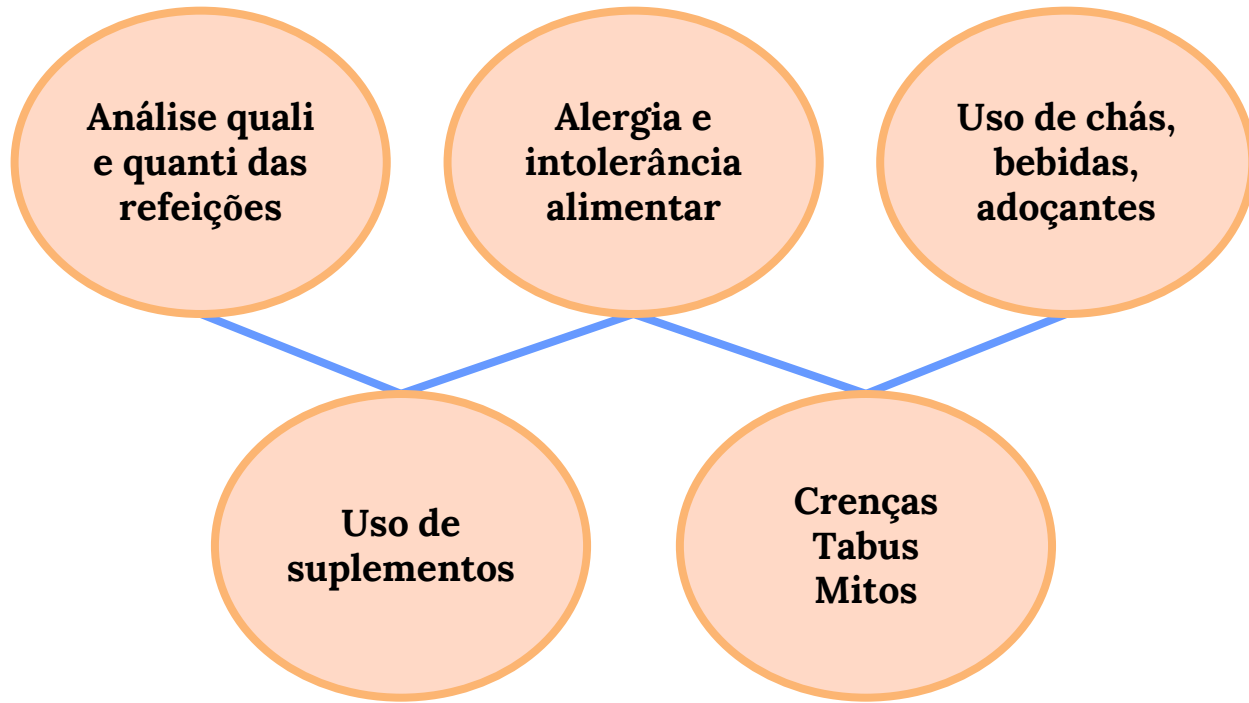 Análise quali
e quanti das
refeições
Alergia e
intolerância
alimentar
Uso de chás,
bebidas,
adoçantes
Uso de
suplementos
Crenças
Tabus
Mitos